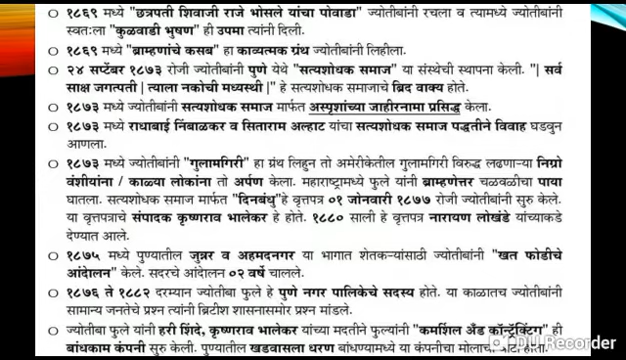 ○ १८६९ मध्ये "छत्रपती शिवाजी राजे भोसले यांचा पोवाडा" ज्योतीबांनी रचला व त्यामध्ये ज्योतीबांनी
स्वतःला "कुळवाडी भुषण" ही उपमा त्यांनी दिली.
○ १८६९ मध्ये "ब्राम्हणांचे कसब" हा काव्यत्मक ग्रंथ ज्योतीबांनी लिहीला.
○ २४ सप्टेंबर १८७३ रोजी ज्योतीबांनी पुणे येथे "सत्यशोधक समाज" या संस्थेची स्थापना केली. "| सर्व
साक्ष जगत्पती | त्याला नकोची मध्यस्थी |" हे सत्यशोधक समाजाचे ब्रिद वाक्य होते.
○ १८७३ मध्ये ज्योतीबांनी सत्यशोधक समाज मार्फत अस्पृशांच्या जाहीरनामा प्रसिद्ध केला.
○ १८७३ मध्ये राधाबाई निंबाळकर व सिताराम अल्हाट यांचा सत्यशोधक समाज पद्धतीने विवाह घडवुन
आणला.
○ १८७३ मध्ये ज्योतीबांनी "गुलामगीरी" हा ग्रंथ लिहुन तो अमेरीकेतील गुलामगीरी विरुद्ध लढणाऱ्या निग्रो
वंशीयांना / काळ्या लोकांना तो अर्पण केला. महाराष्ट्रामध्ये फुले यांनी ब्राम्हणेत्तर चळवळीचा पाया
घातला. सत्यशोधक समाज मार्फत "दिनबंधु" हे वृत्तपत्र ०१ जोनवारी १८७७ रोजी ज्योतीबांनी सुरु केले.
या वृत्तपत्राचे संपादक कृष्णराव भालेकर हे होते. १८८० साली हे वृत्तपत्र नारायण लोखंडे यांच्याकडे
देण्यात आले.
○ १८७५ मध्ये पुण्यातील जुन्नर व अहमदनगर या भागात शेतकऱ्यांसाठी ज्योतीबांनी "खत फोडीचे
आंदोलन" केले. सदरचे आंदोलन ०२ वर्षे चालले.
○ १८७६ ते १८८२ दरम्यान ज्योतीबा फुले हे पुणे नगर पालिकेचे सदस्य होते. या काळातच ज्योतीबांनी
सामान्य जनतेचे प्रश्न त्यांनी ब्रिटीश शासनासमोर प्रश्न मांडले.
○ ज्योतीबा फुले यांनी हरी शिंदे, कृष्णराव भालेकर यांच्या मदतीने फुल्यांनी "कमर्शिल अँड कॉन्ट्रॅक्टिंग" ही
बांधकाम कंपनी सुरु केली. पुण्यातील खडवासला धरण बांधण्यामध्ये या कंपनीचा मोलाचा होता.
DU Recorder